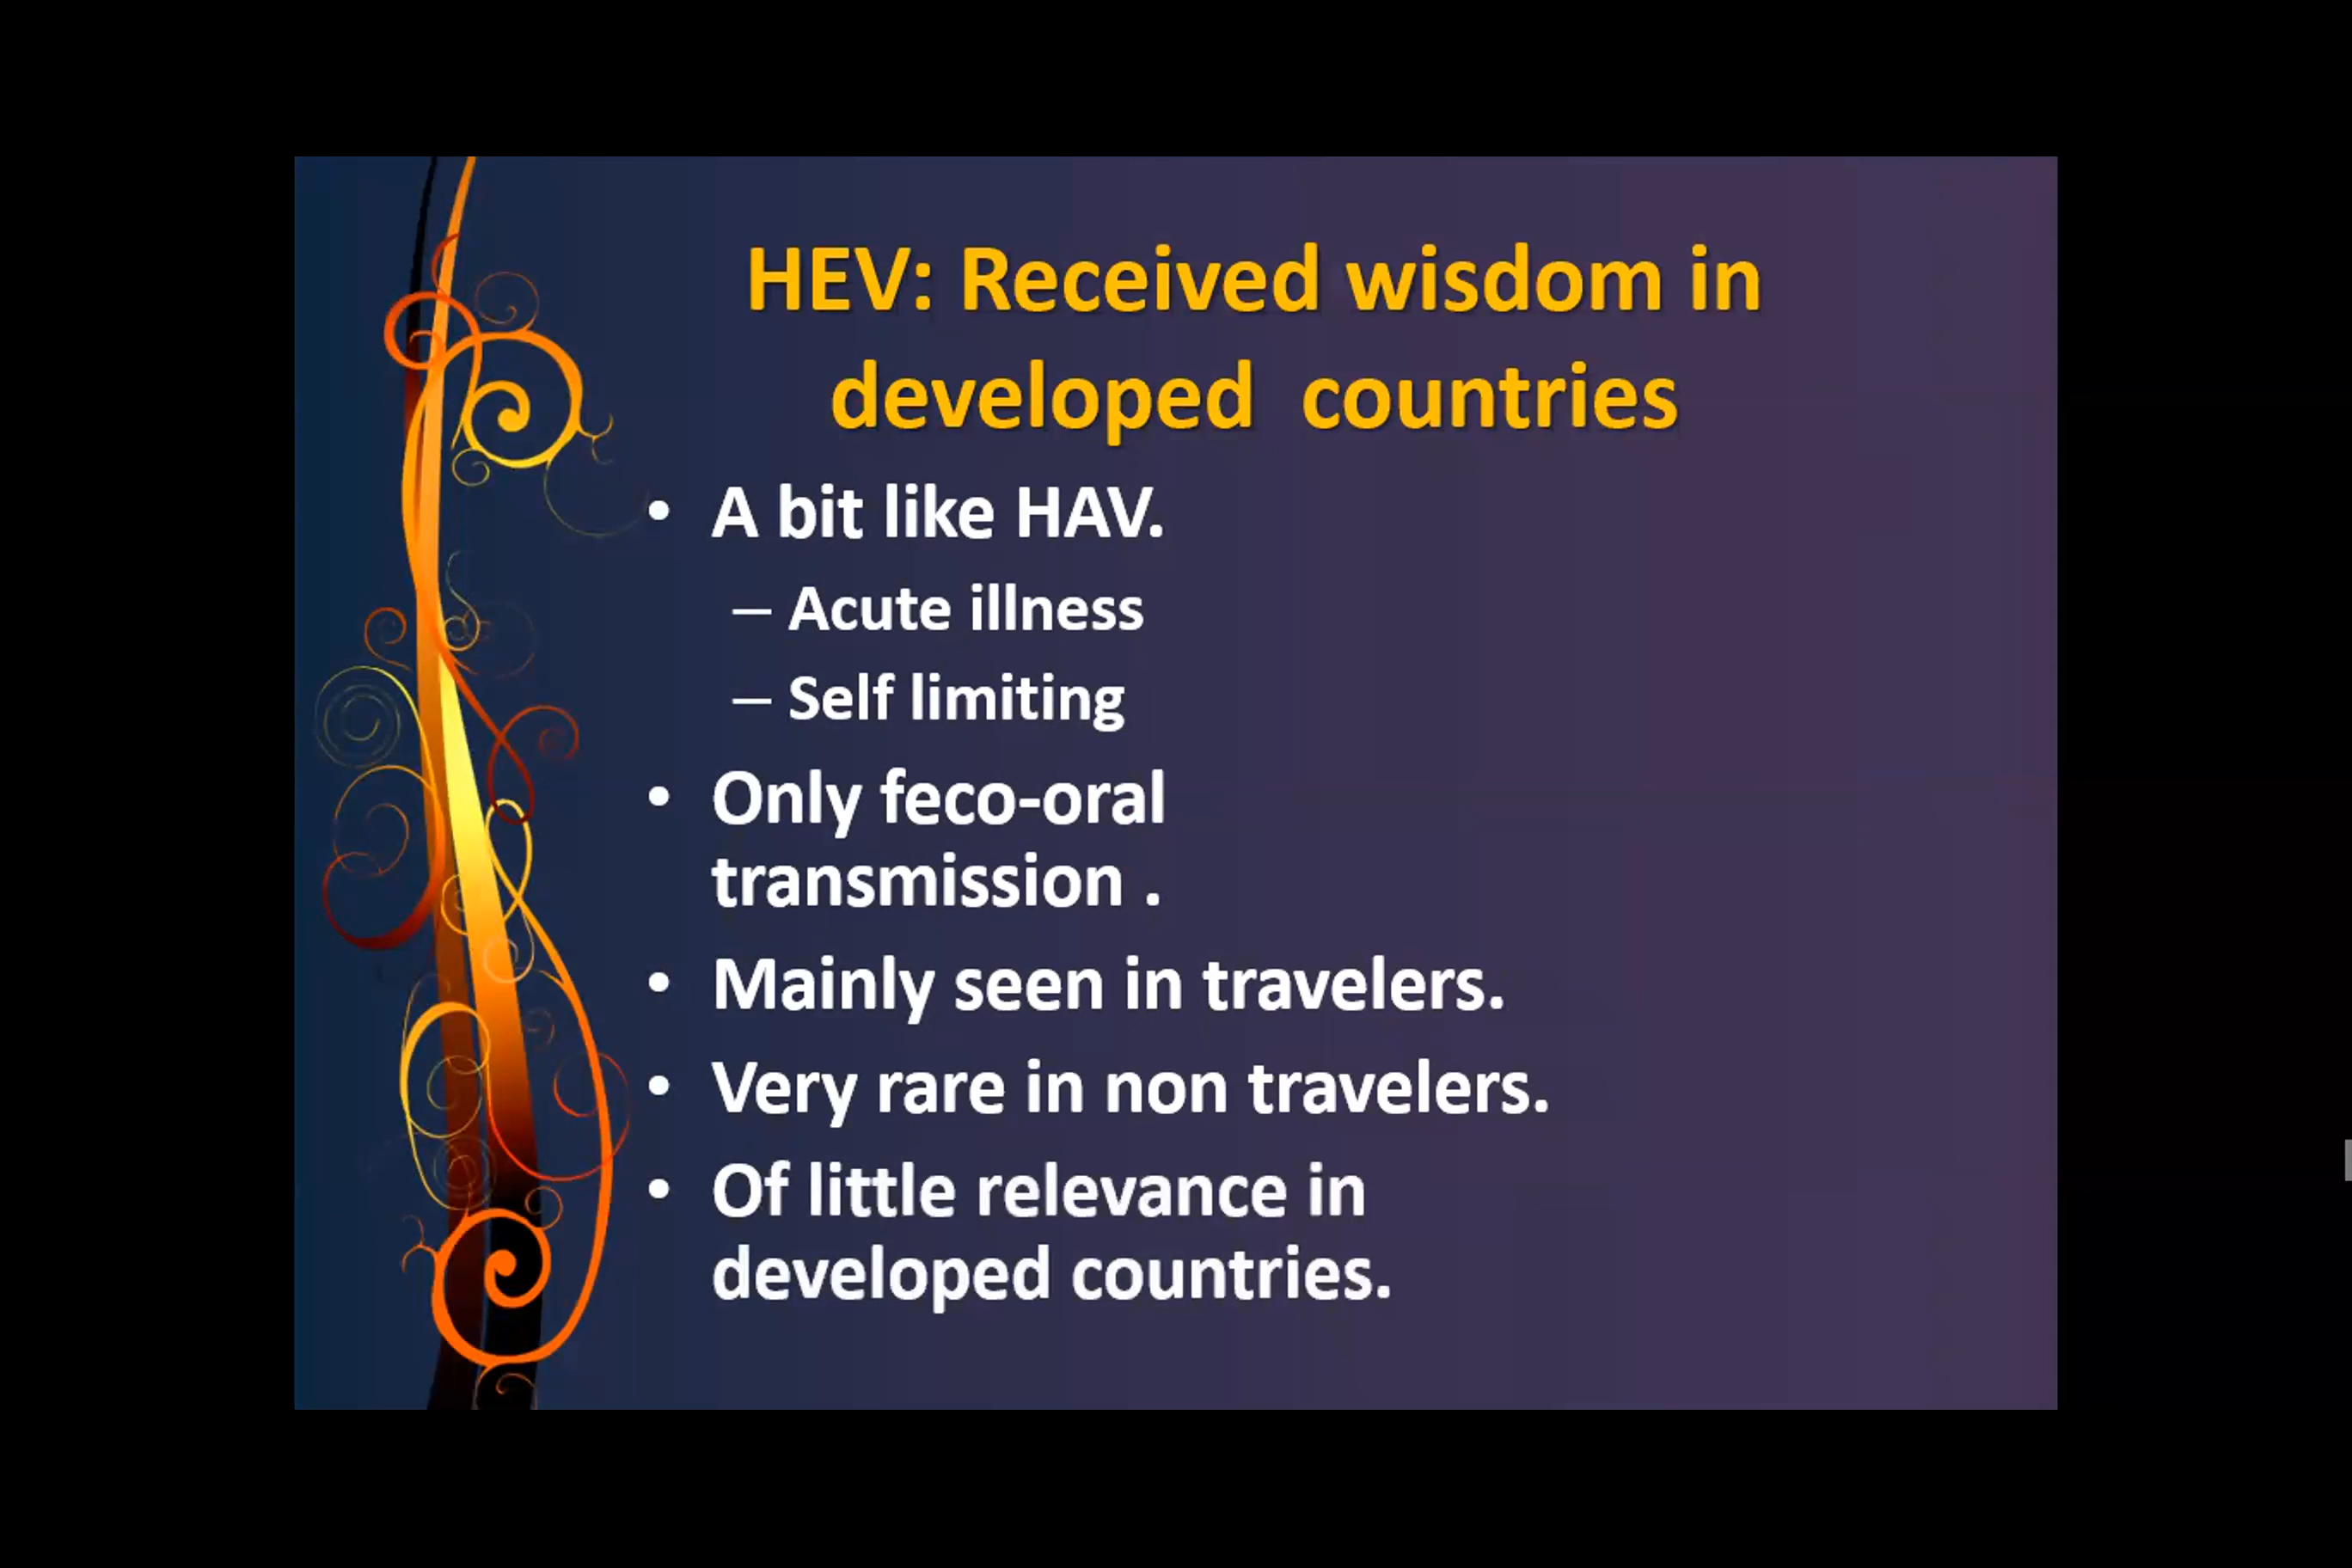 HEV: Received wisdom in
developed  countries
• A bit like HAV.
– Acute illness
– Self limiting
• Only feco-oral
transmission .
• Mainly seen in travelers.
• Very rare in non travelers.
• Of little relevance in
developed countries.